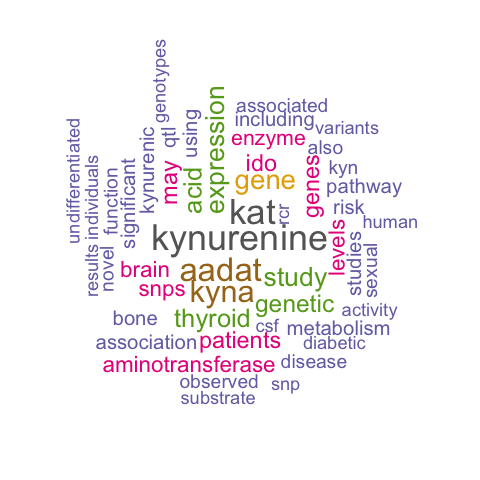 genotypes
associated
including
variants
using
expression
undifferentiated
qtl
kynurenic
enzyme
also
significant
function
individuals
may
acid
ido
gene
genes
kyn
pathway
results
novel
kat
rcr
risk
human
kynurenine
levels
studies
sexual
brain
aadat
study
snps
kyna
genetic
activity
bone
thyroid
csf
metabolism
association
patients
diabetic
aminotransferase
disease
observed
snp
substrate